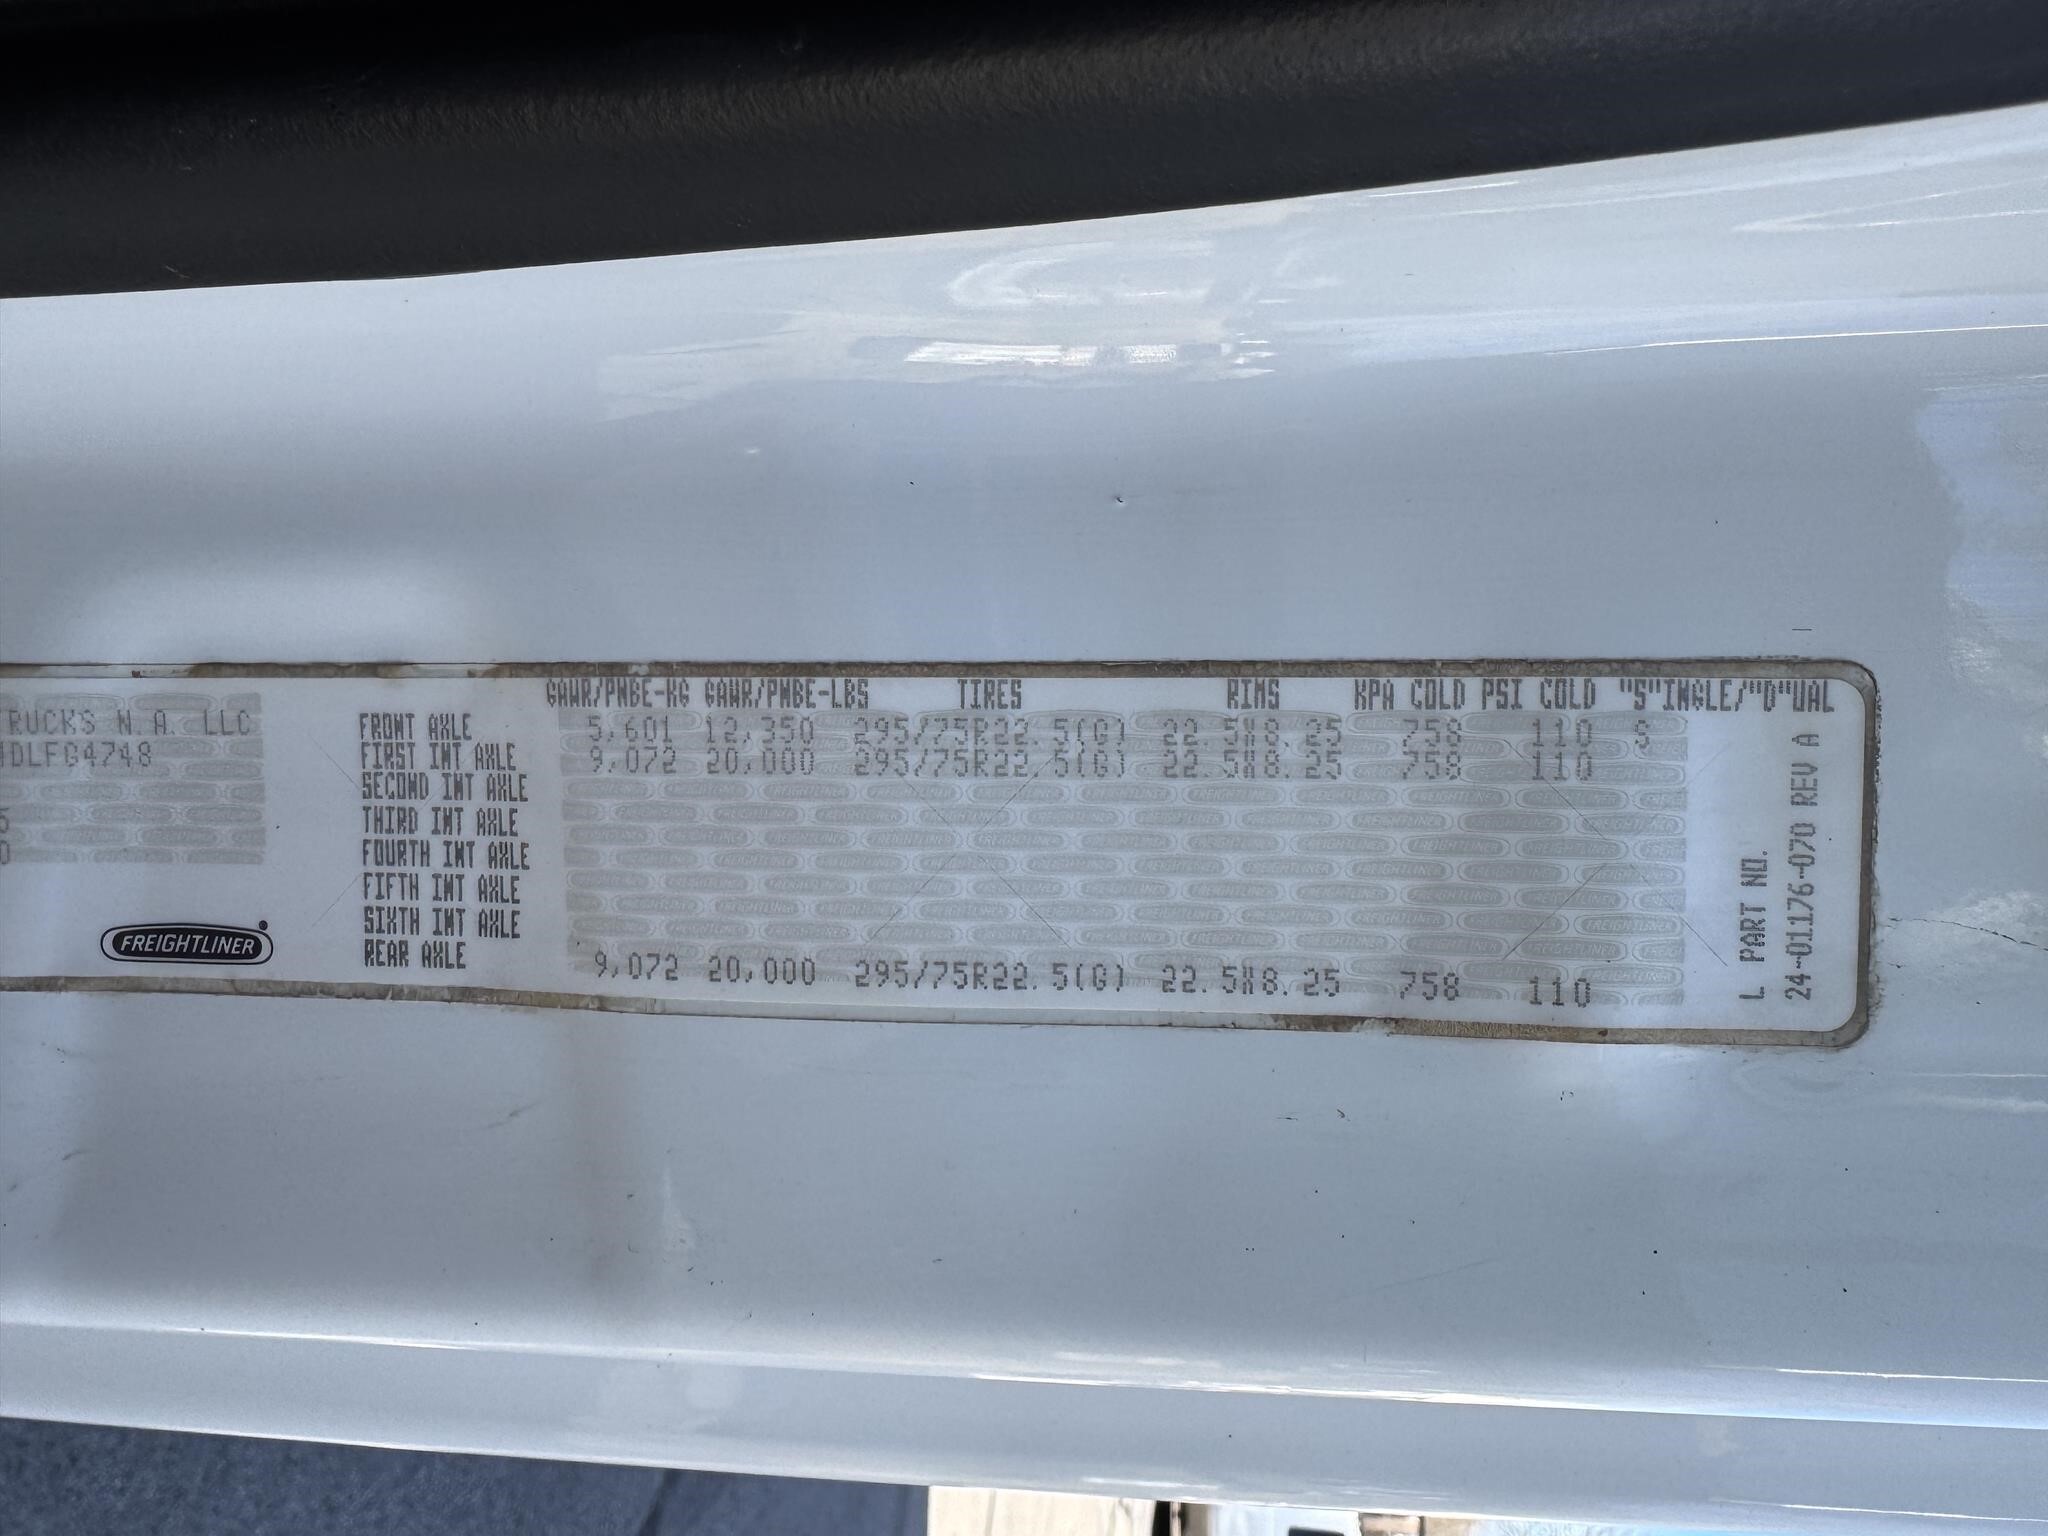 TRUCKS N.A. LLC
DLFG4748
5
0
FREIGHTLINER®
GAWR/PNBE-KG GAWR/PNBE-LBS TIRES RIMS KPA COLD PSI COLD "S"INGLE/"D"UAL
FRONT AXLE 5,601 12,350 295/75R22.5(G) 22.5X8.25 758 110 S
FIRST INT AXLE 9,072 20,000 295/75R22.5(G) 22.5X8.25 758 110
SECOND INT AXLE
THIRD INT AXLE
FOURTH INT AXLE
FIFTH INT AXLE
SIXTH INT AXLE
REAR AXLE 9,072 20,000 295/75R22.5(G) 22.5X8.25 758 110
L PART NO.
24-01176-070 REV A